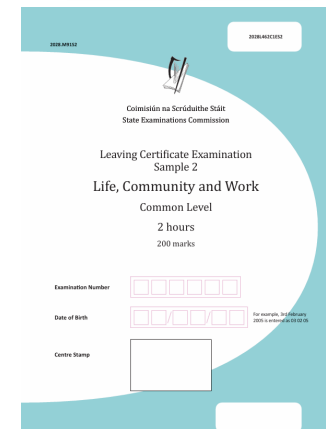 2028L462C1ES2
2028.M91S2
Coimisiún na Scrúduithe Stáit
State Examinations Commission
Leaving Certificate Examination
Sample 2
Life, Community and Work
Common Level
2 hours
200 marks
Examination Number
Date of Birth
/ /
For example, 3rd February
2005 is entered as 03 02 05
Centre Stamp